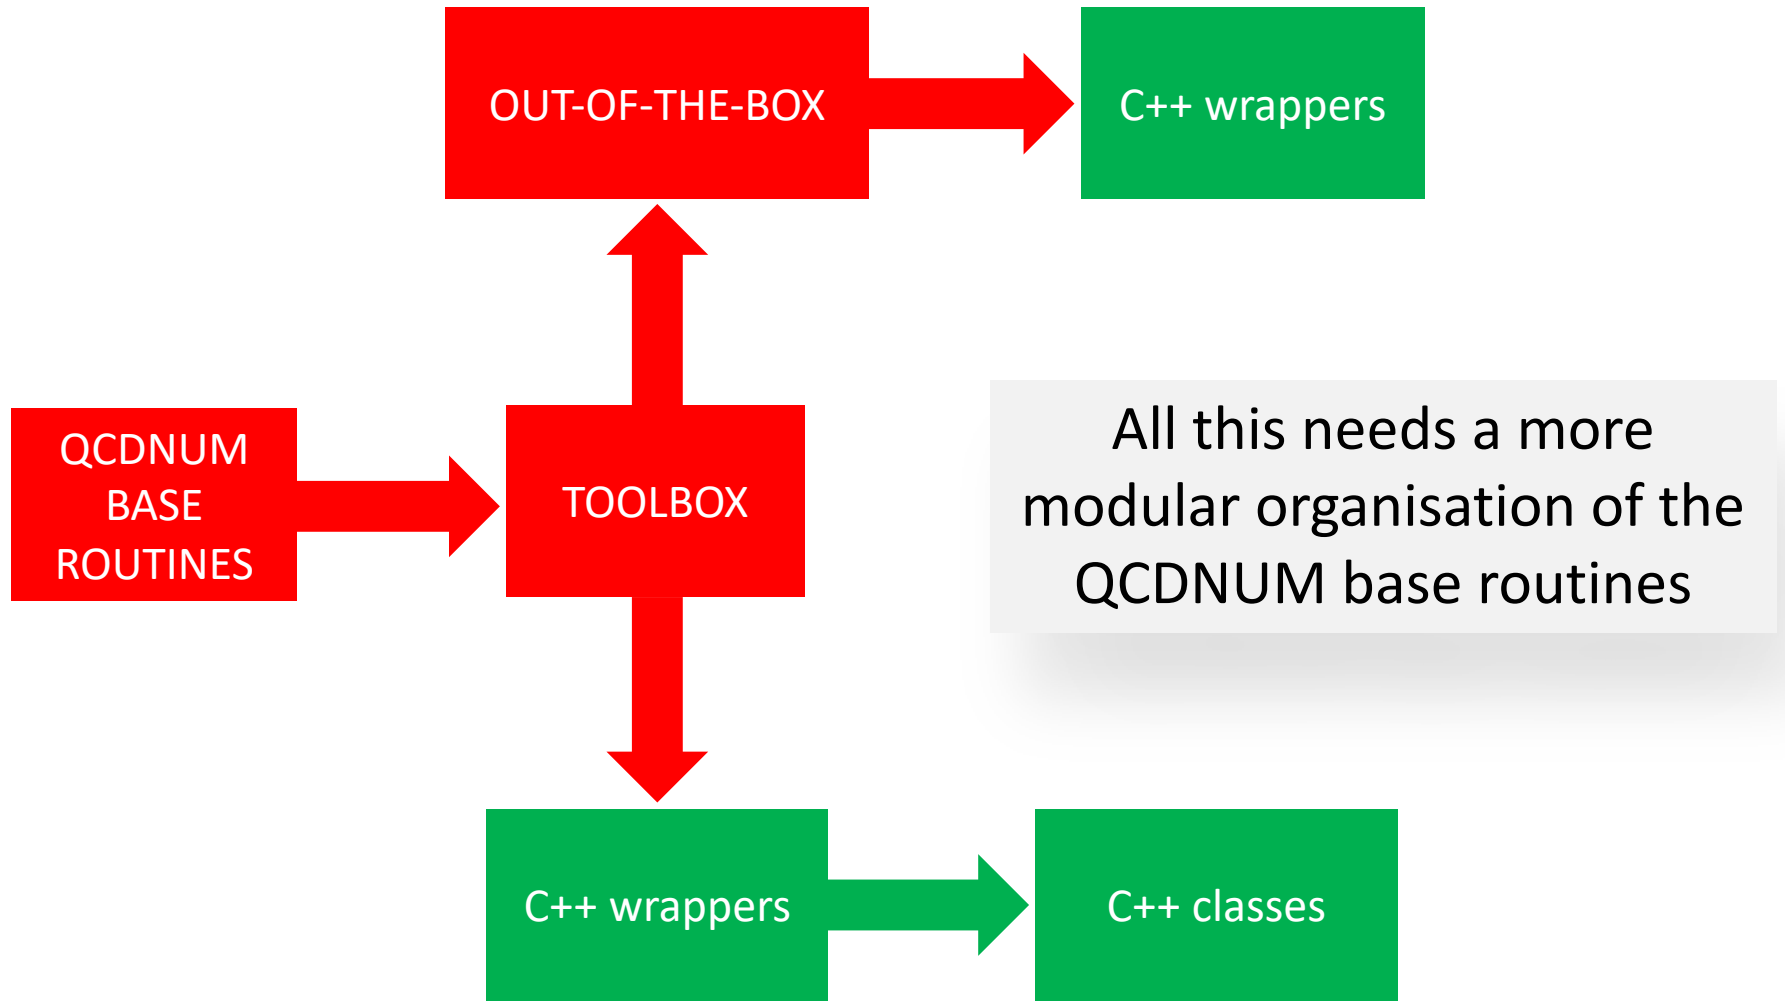 OUT-OF-THE-BOX
C++ wrappers
QCDNUM
BASE
ROUTINES
TOOLBOX
All this needs a more
modular organisation of the
QCDNUM base routines
C++ wrappers
C++ classes